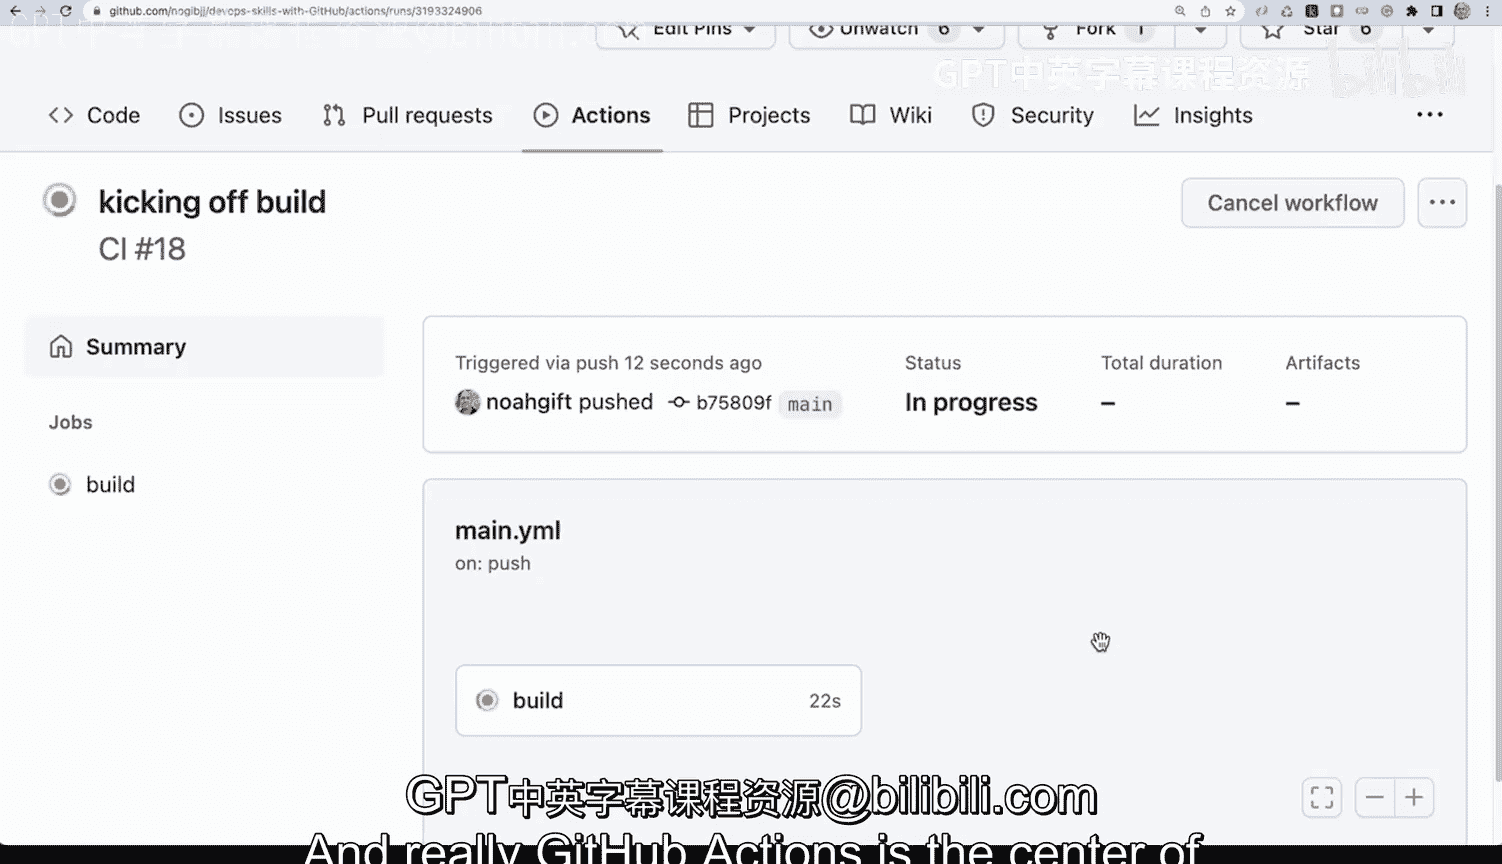 github.com/nogibjj/devops-skills-with-GitHub/actions/runs/3193324906
Edit Pins Unwatch 6 Fork 1 Star 6
GPT中英字幕课程资源 bilibili
Code Issues Pull requests Actions Projects Wiki Security Insights
kicking off build
Cancel workflow
CI #18
Summary
Jobs
build
Triggered via push 12 seconds ago
noahgift pushed b75809f main
Status
In progress
Total duration
–
Artifacts
–
main.yml
on: push
build 22s
GPT中英字幕课程资源@bilibili.com
And really GitHub Actions is the center of